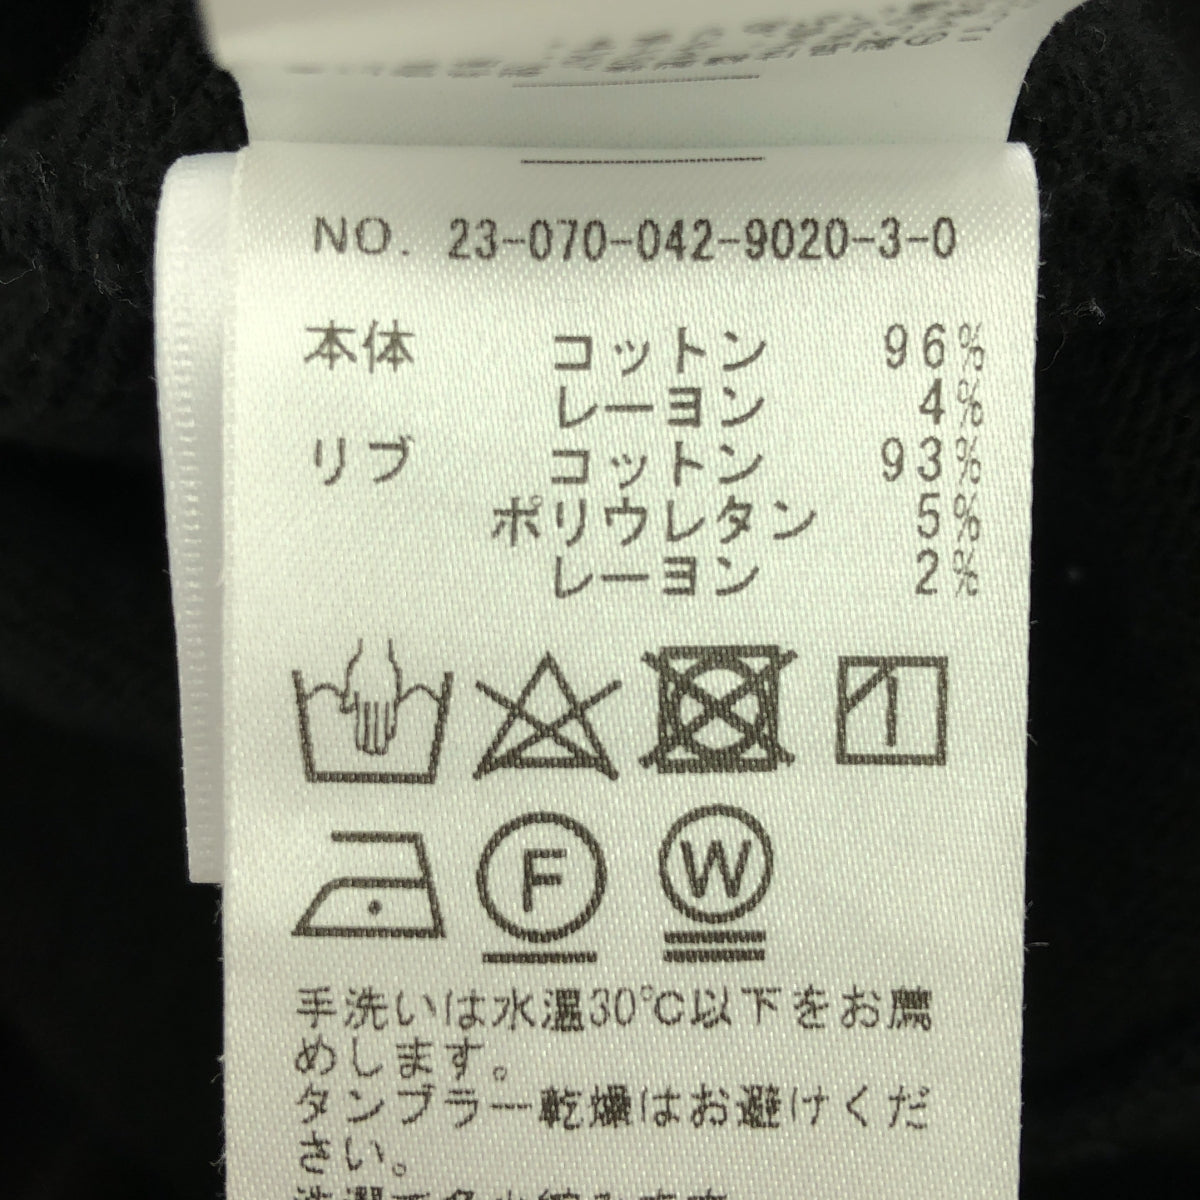 NO. 23-070-042-9020-3-0
本体 コットン 96%
レーヨン 4%
リブ コットン 93%
ポリウレタン 5%
レーヨン 2%
F W
手洗いは水温30℃以下をお薦
めします。
タンブラー乾燥はお避けくだ
さい。